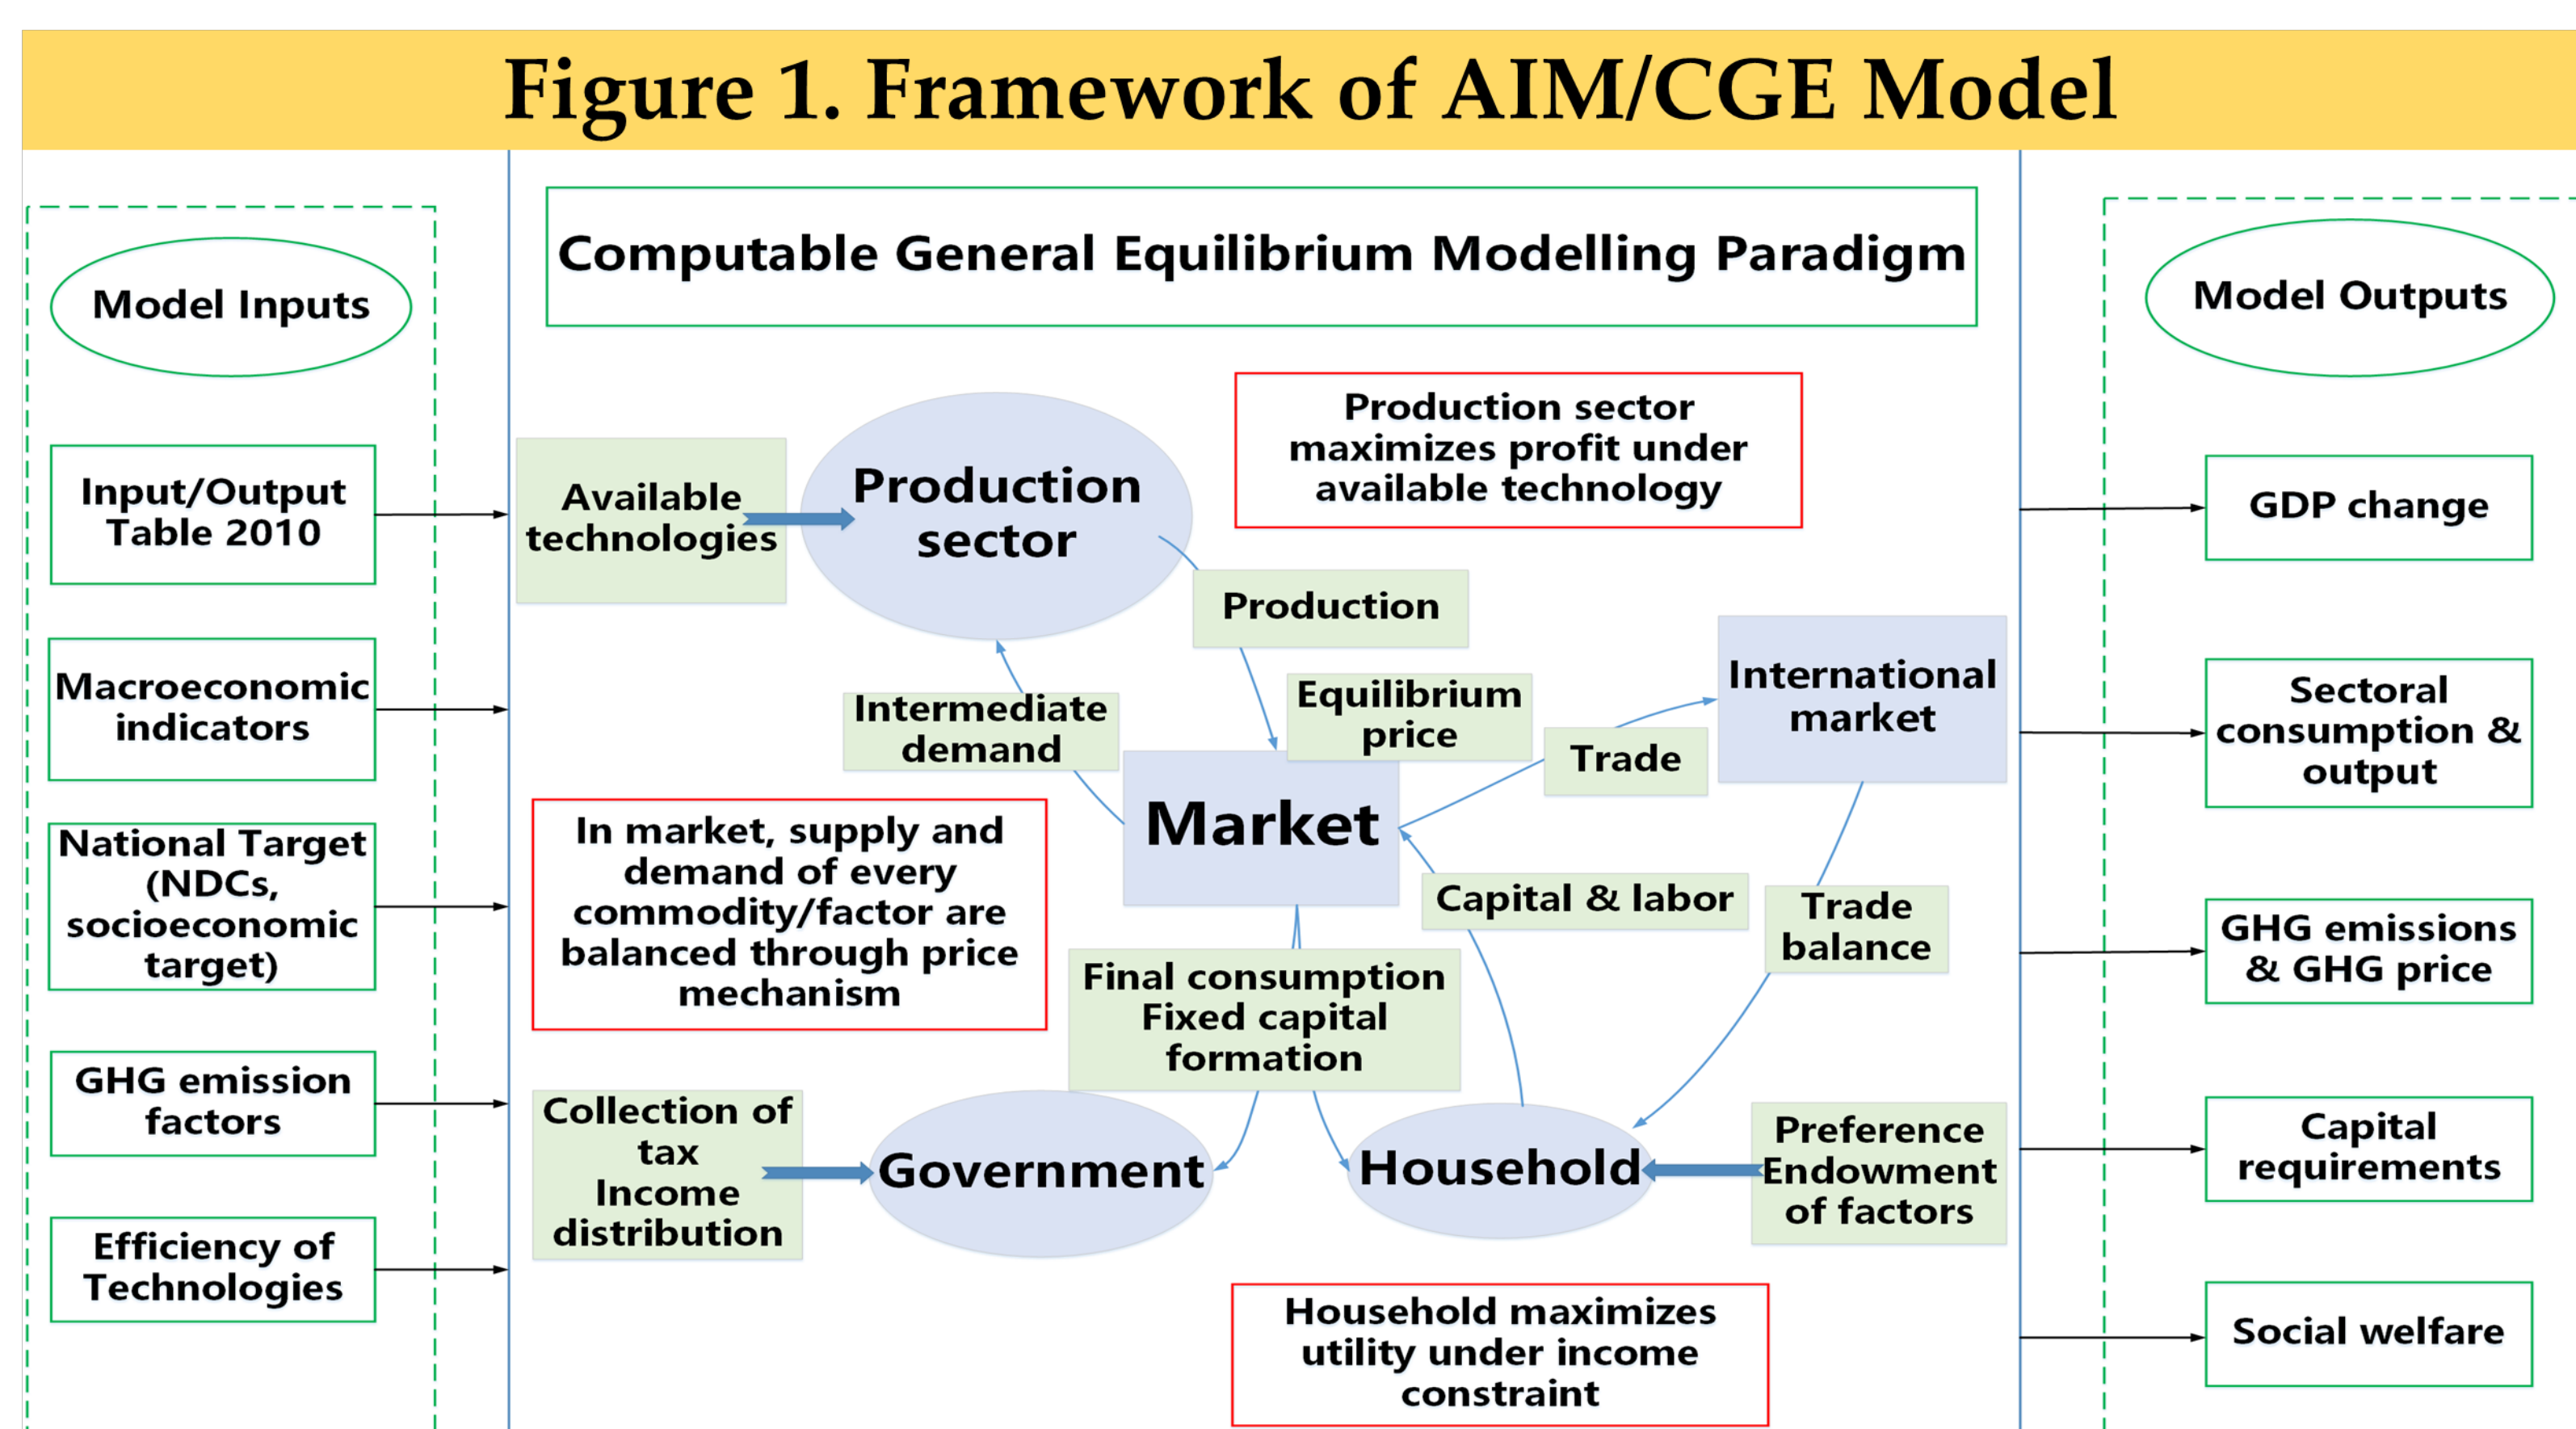 Figure 1. Framework of AIM/CGE Model
Model Inputs
Input/Output
Table 2010
Macroeconomic
indicators
National Target
(NDCs,
socioeconomic
target)
GHG emission
factors
Efficiency of
Technologies
Computable General Equilibrium Modelling Paradigm
Available
technologies
Production
sector
Production sector
maximizes profit under
available technology
Production
Intermediate
demand
Equilibrium
price
Trade
International
market
Market
In market, supply and
demand of every
commodity/factor are
balanced through price
mechanism
Capital & labor
Trade
balance
Final consumption
Fixed capital
formation
Collection of
tax
Income
distribution
Government
Household
Preference
Endowment
of factors
Household maximizes
utility under income
constraint
Model Outputs
GDP change
Sectoral
consumption &
output
GHG emissions
& GHG price
Capital
requirements
Social welfare